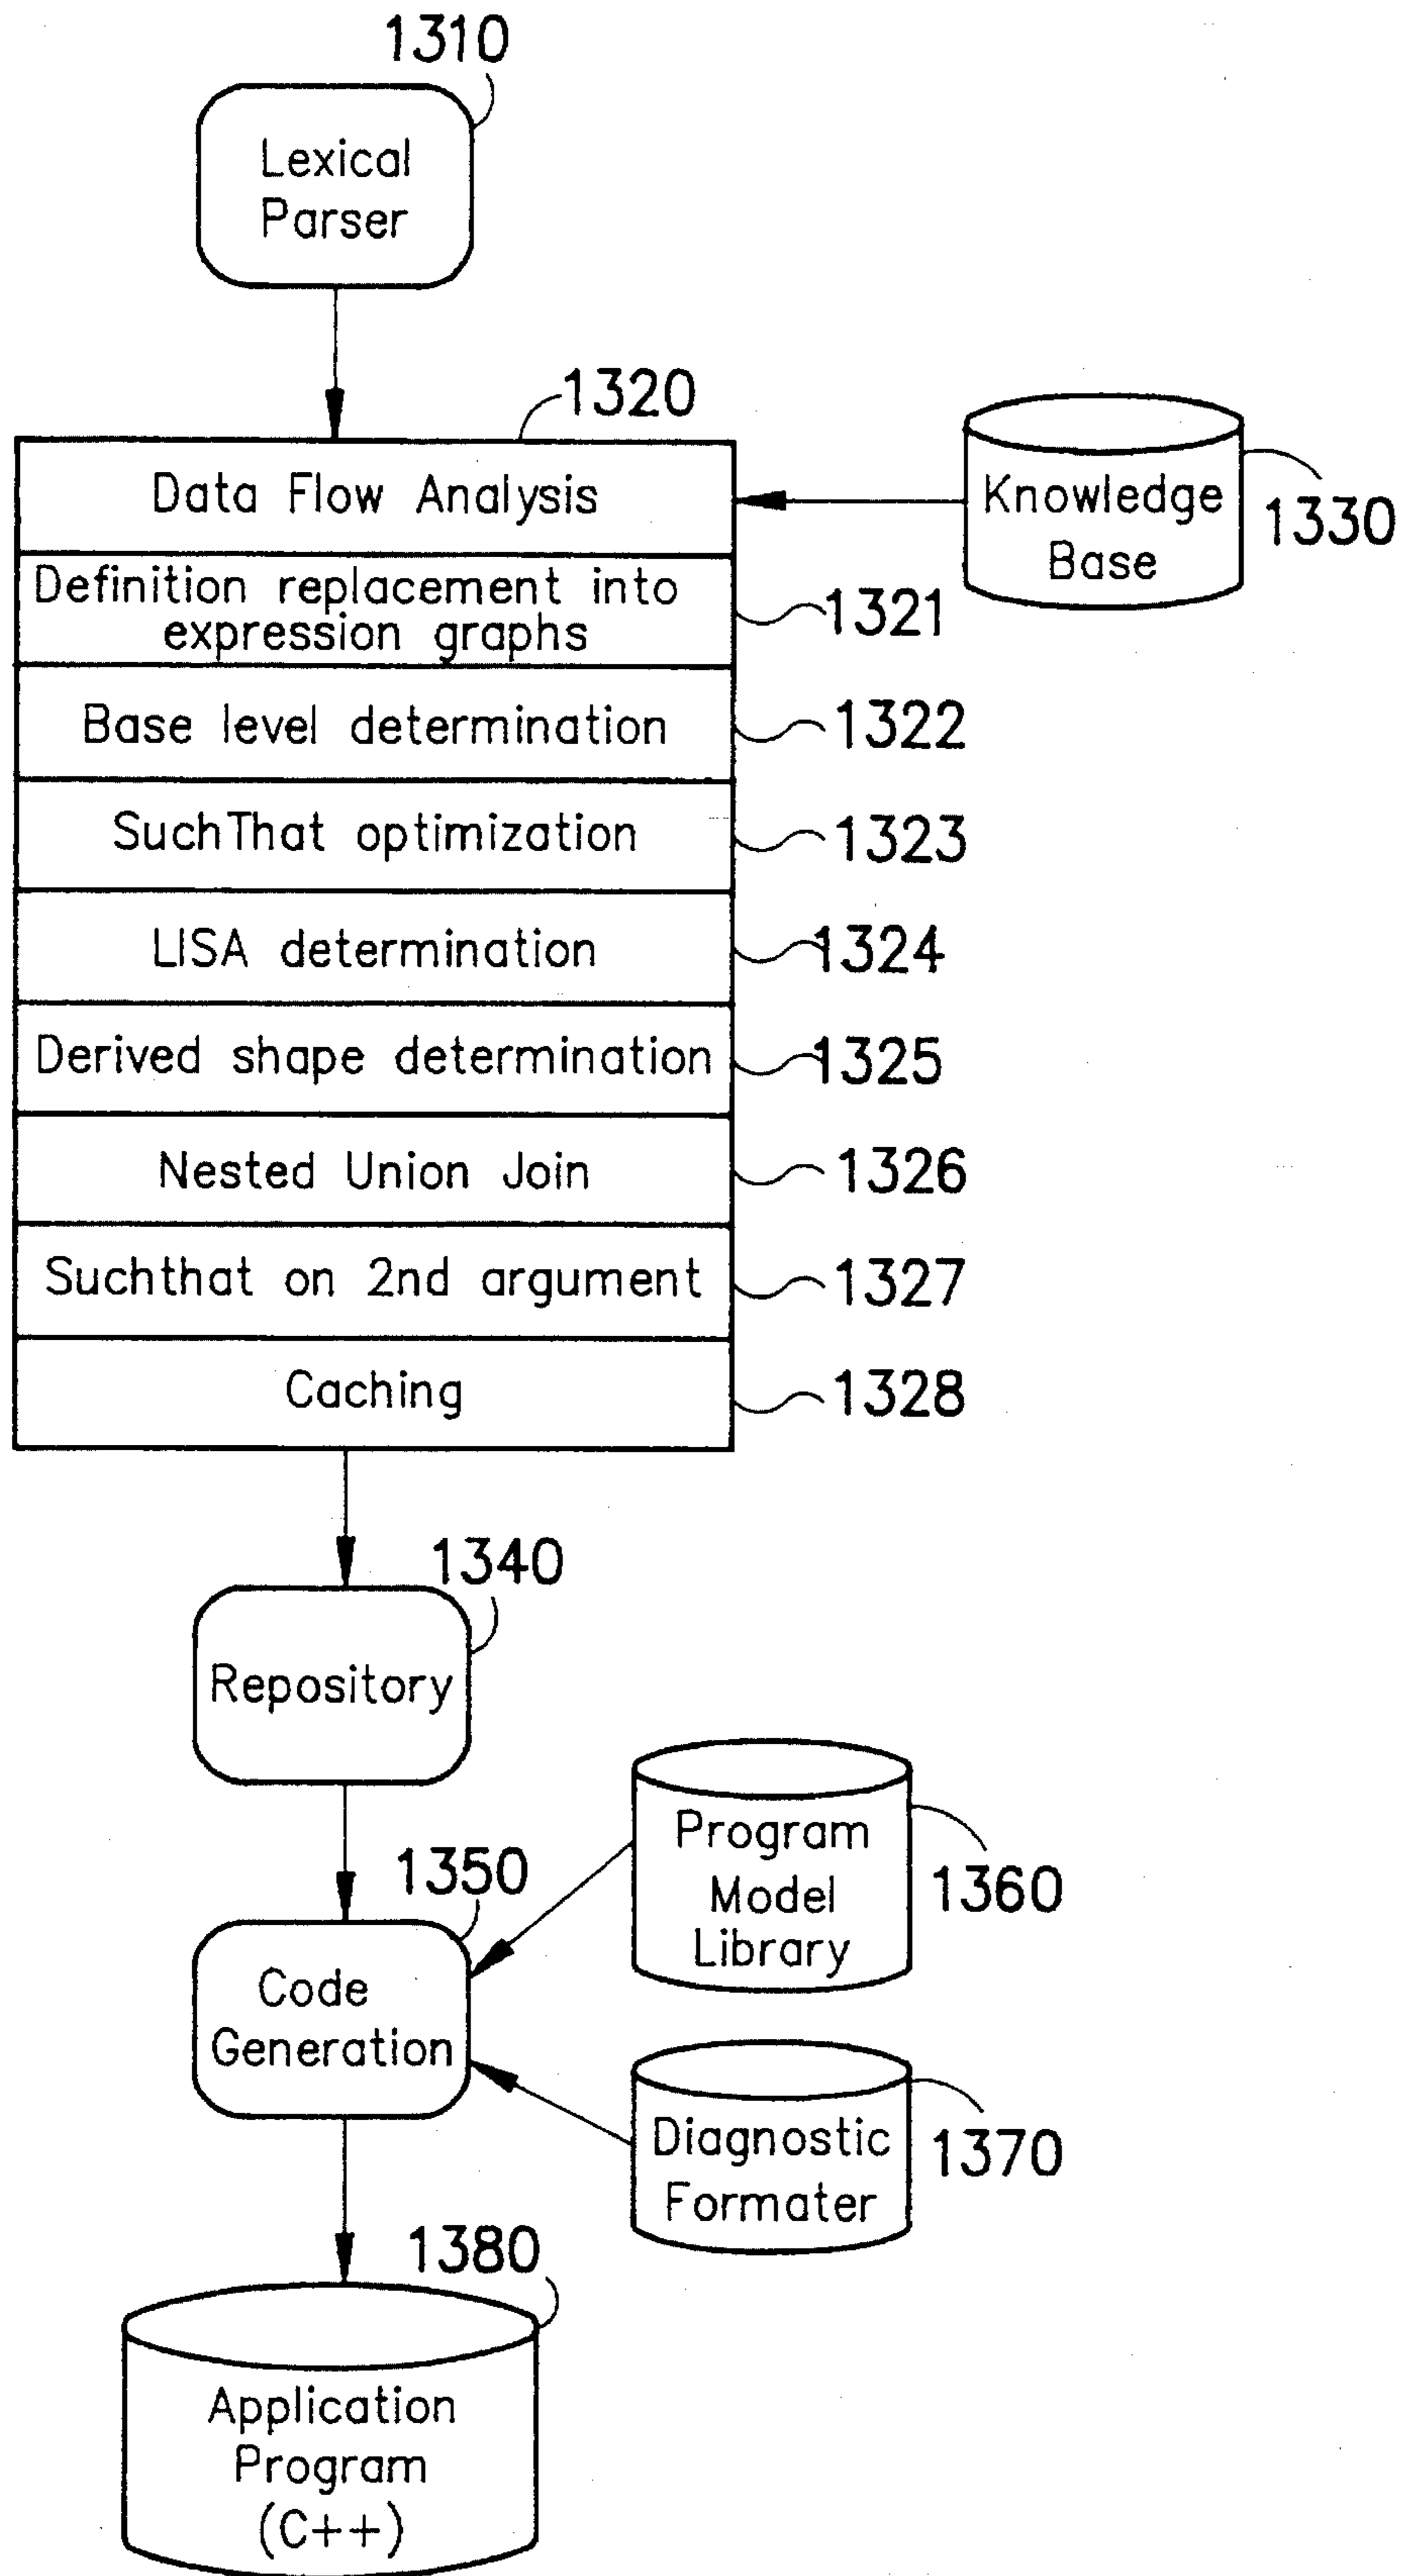 1310
Lexical
Parser
1320
Data Flow Analysis
Knowledge
Base
1330
Definition replacement into
expression graphs
1321
Base level determination
1322
SuchThat optimization
1323
LISA determination
1324
Derived shape determination
1325
Nested Union Join
1326
Suchthat on 2nd argument
1327
Caching
1328
1340
Repository
1350
Code
Generation
Program
Model
Library
1360
Diagnostic
Formater
1370
1380
Application
Program
(C++)